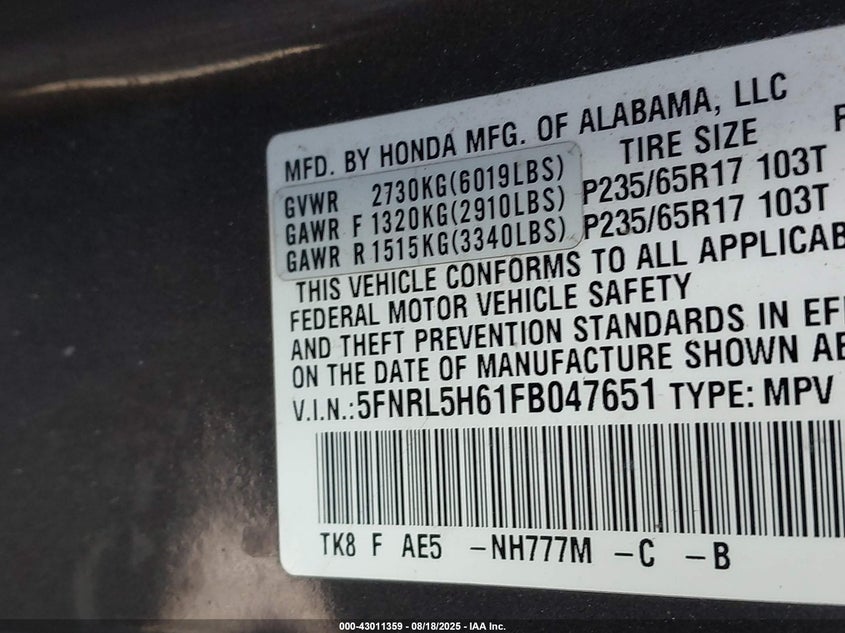 MFD. BY HONDA MFG. OF ALABAMA, LLC
TIRE SIZE
GVWR 2730KG(6019LBS) P235/65R17 103T
GAWR F 1320KG(2910LBS) P235/65R17 103T
GAWR R 1515KG(3340LBS)
THIS VEHICLE CONFORMS TO ALL APPLICAB
FEDERAL MOTOR VEHICLE SAFETY
AND THEFT PREVENTION STANDARDS IN EFF
ON THE DATE OF MANUFACTURE SHOWN AB
V.I.N.: 5FNRL5H61FB047651 TYPE: MPV
TK8 F AE5 -NH777M -C -B
000-43011359 - 08/18/2025 - IAA Inc.